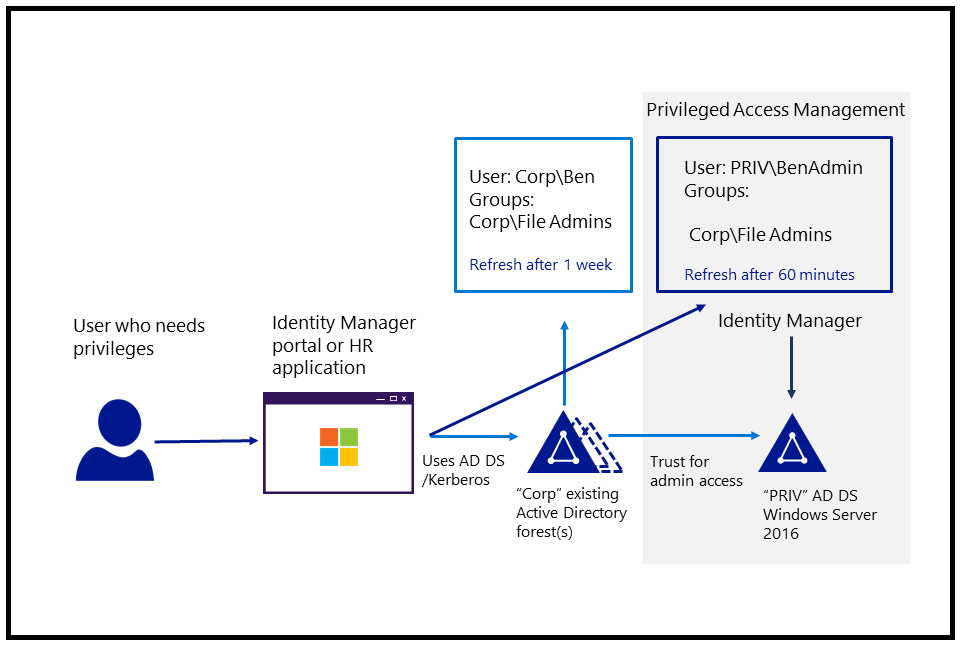 Privileged Access Management
User: Corp\Ben
Groups:
Corp\File Admins
Refresh after 1 week
User: PRIV\BenAdmin
Groups:
Corp\File Admins
Refresh after 60 minutes
User who needs
privileges
Identity Manager
portal or HR
application
Identity Manager
Uses AD DS
/Kerberos
“Corp” existing
Active Directory
forest(s)
Trust for
admin access
“PRIV” AD DS
Windows Server
2016